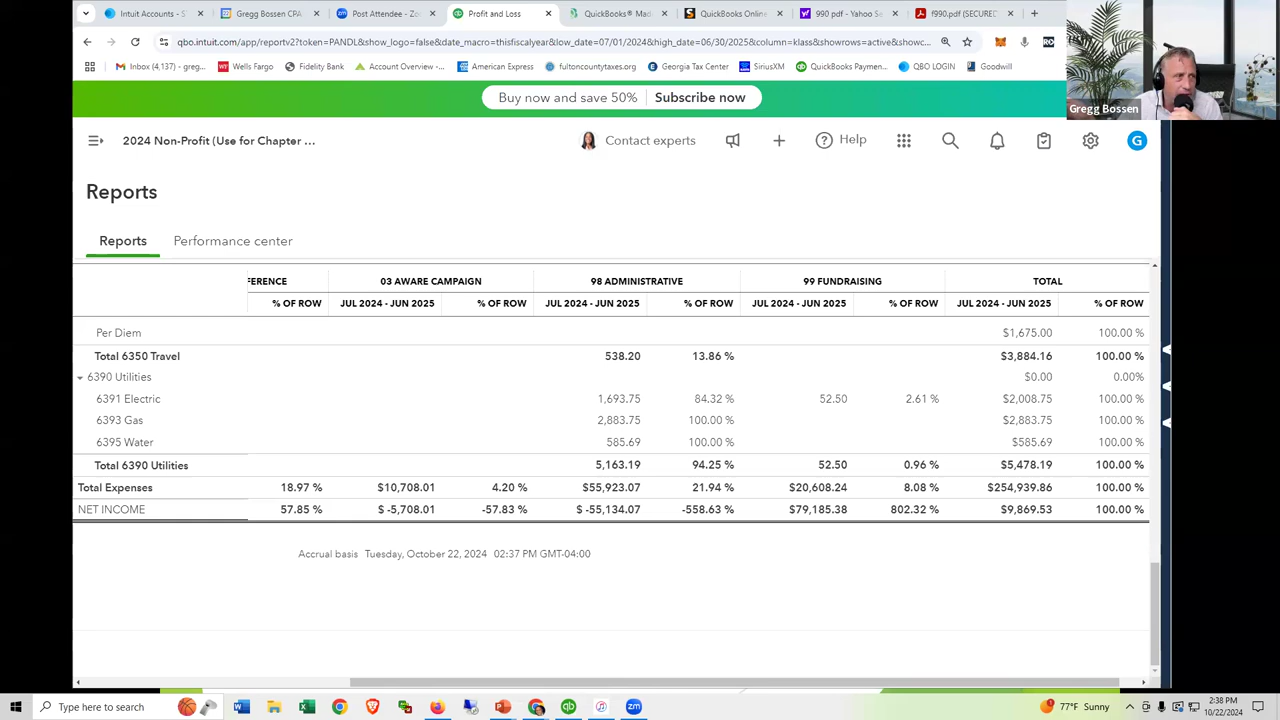 Intuit Accounts - S
Gregg Bossen CPA
Post Attendee - Zo
Profit and Loss
QuickBooks® Mad
QuickBooks Onlin
990 pdf - Yahoo Se
f990.pdf (SECURED
qbo.intuit.com/app/reportv2?token=PANDL&show_logo=false&date_macro=thisfiscalyear&low_date=07/01/2024&high_date=06/30/2025&column=klass&showrows=active&showc...
Inbox (4,137) - greg...
Wells Fargo
Fidelity Bank
Account Overview -...
American Express
fultoncountytaxes.org
Georgia Tax Center
SiriusXM
QuickBooks Paymen...
QBO LOGIN
Goodwill
Gregg Bossen
Buy now and save 50% Subscribe now
2024 Non-Profit (Use for Chapter ...
Contact experts
Help
G
Reports
Reports Performance center
FERENCE 03 AWARE CAMPAIGN 98 ADMINISTRATIVE 99 FUNDRAISING TOTAL
% OF ROW JUL 2024 - JUN 2025 % OF ROW JUL 2024 - JUN 2025 % OF ROW JUL 2024 - JUN 2025 % OF ROW JUL 2024 - JUN 2025 % OF ROW
Per Diem $1,675.00 100.00 %
Total 6350 Travel 538.20 13.86 % $3,884.16 100.00 %
6390 Utilities $0.00 0.00%
6391 Electric 1,693.75 84.32 % 52.50 2.61 % $2,008.75 100.00 %
6393 Gas 2,883.75 100.00 % $2,883.75 100.00 %
6395 Water 585.69 100.00 % $585.69 100.00 %
Total 6390 Utilities 5,163.19 94.25 % 52.50 0.96 % $5,478.19 100.00 %
Total Expenses 18.97 % $10,708.01 4.20 % $55,923.07 21.94 % $20,608.24 8.08 % $254,939.86 100.00 %
NET INCOME 57.85 % $ -5,708.01 -57.83 % $ -55,134.07 -558.63 % $79,185.38 802.32 % $9,869.53 100.00 %
Accrual basis Tuesday, October 22, 2024 02:37 PM GMT-04:00
Type here to search
77°F Sunny
2:38 PM
10/22/2024